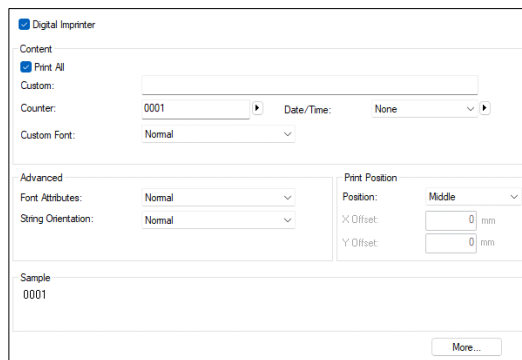 Digital Imprinter
Content
Print All
Custom:
Counter: 0001 Date/Time: None
Custom Font: Normal
Advanced
Font Attributes: Normal
String Orientation: Normal
Print Position
Position: Middle
X Offset: 0 mm
Y Offset: 0 mm
Sample
0001
More...